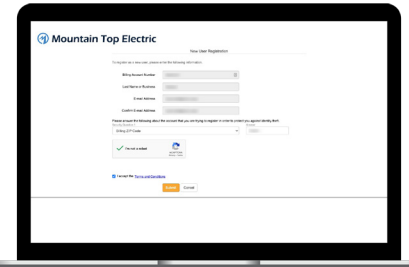 Mountain Top Electric
New User Registration
To register as a new user, please enter the following information.
Billing Account Number
Last Name or Business
E-mail Address
Confirm E-mail Address
Please answer the following about the account that you are trying to register in order to protect you against identity theft.
Billing ZIP Code
I'm not a robot
I accept the Terms and Conditions
Submit Cancel